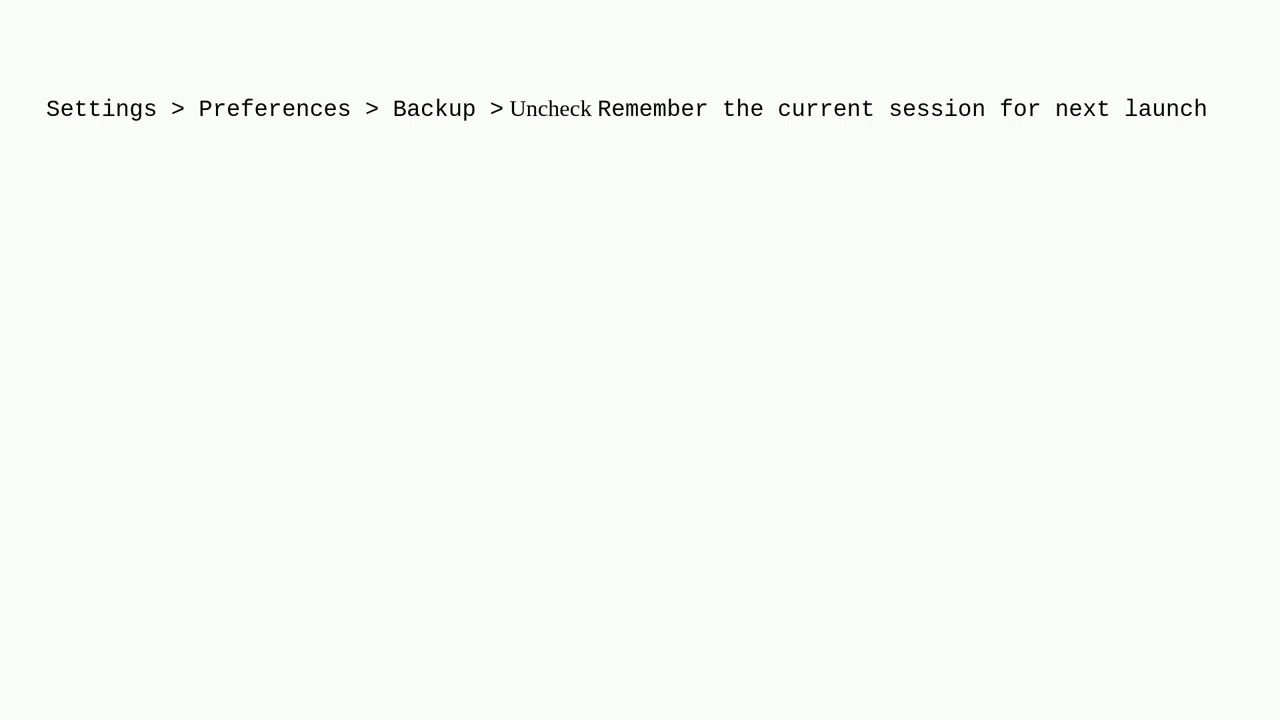 Settings > Preferences > Backup > Uncheck Remember the current session for next launch